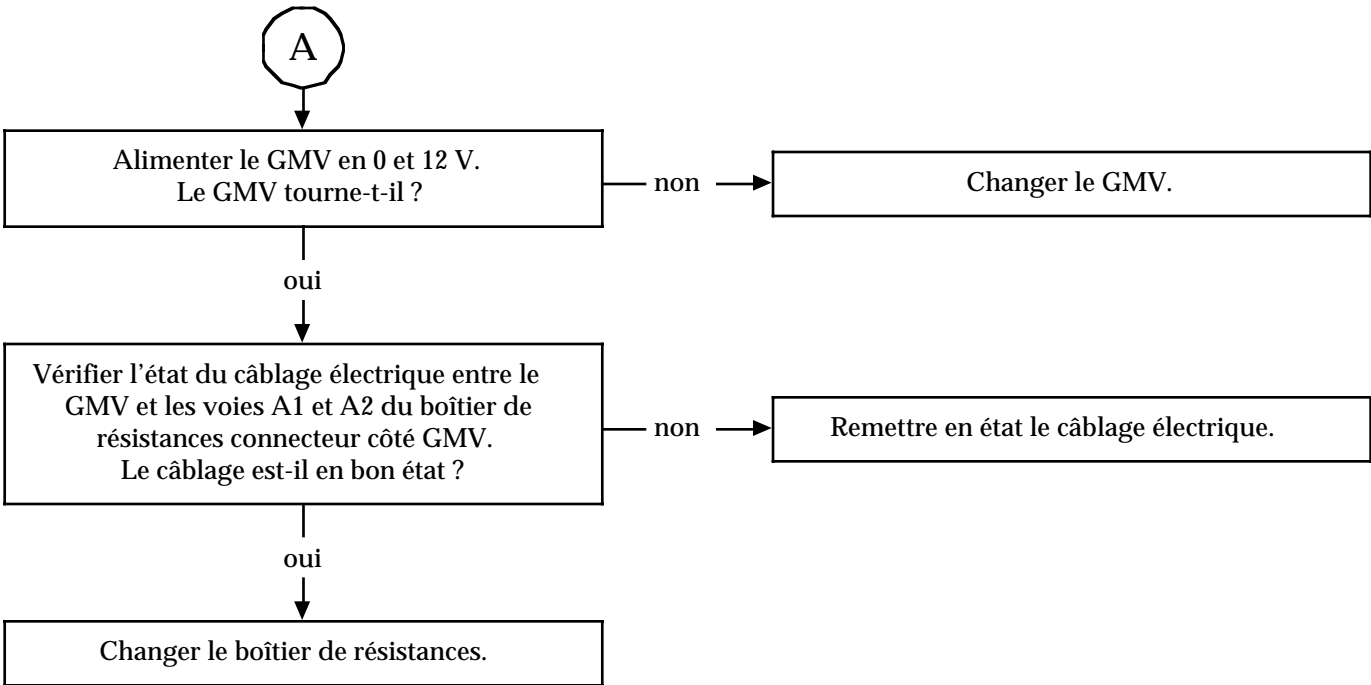 A
Alimenter le GMV en 0 et 12 V.
Le GMV tourne-t-il ?
non
Changer le GMV.
oui
Vérifier l’état du câblage électrique entre le
GMV et les voies A1 et A2 du boîtier de
résistances connecteur côté GMV.
Le câblage est-il en bon état ?
non
Remettre en état le câblage électrique.
oui
Changer le boîtier de résistances.